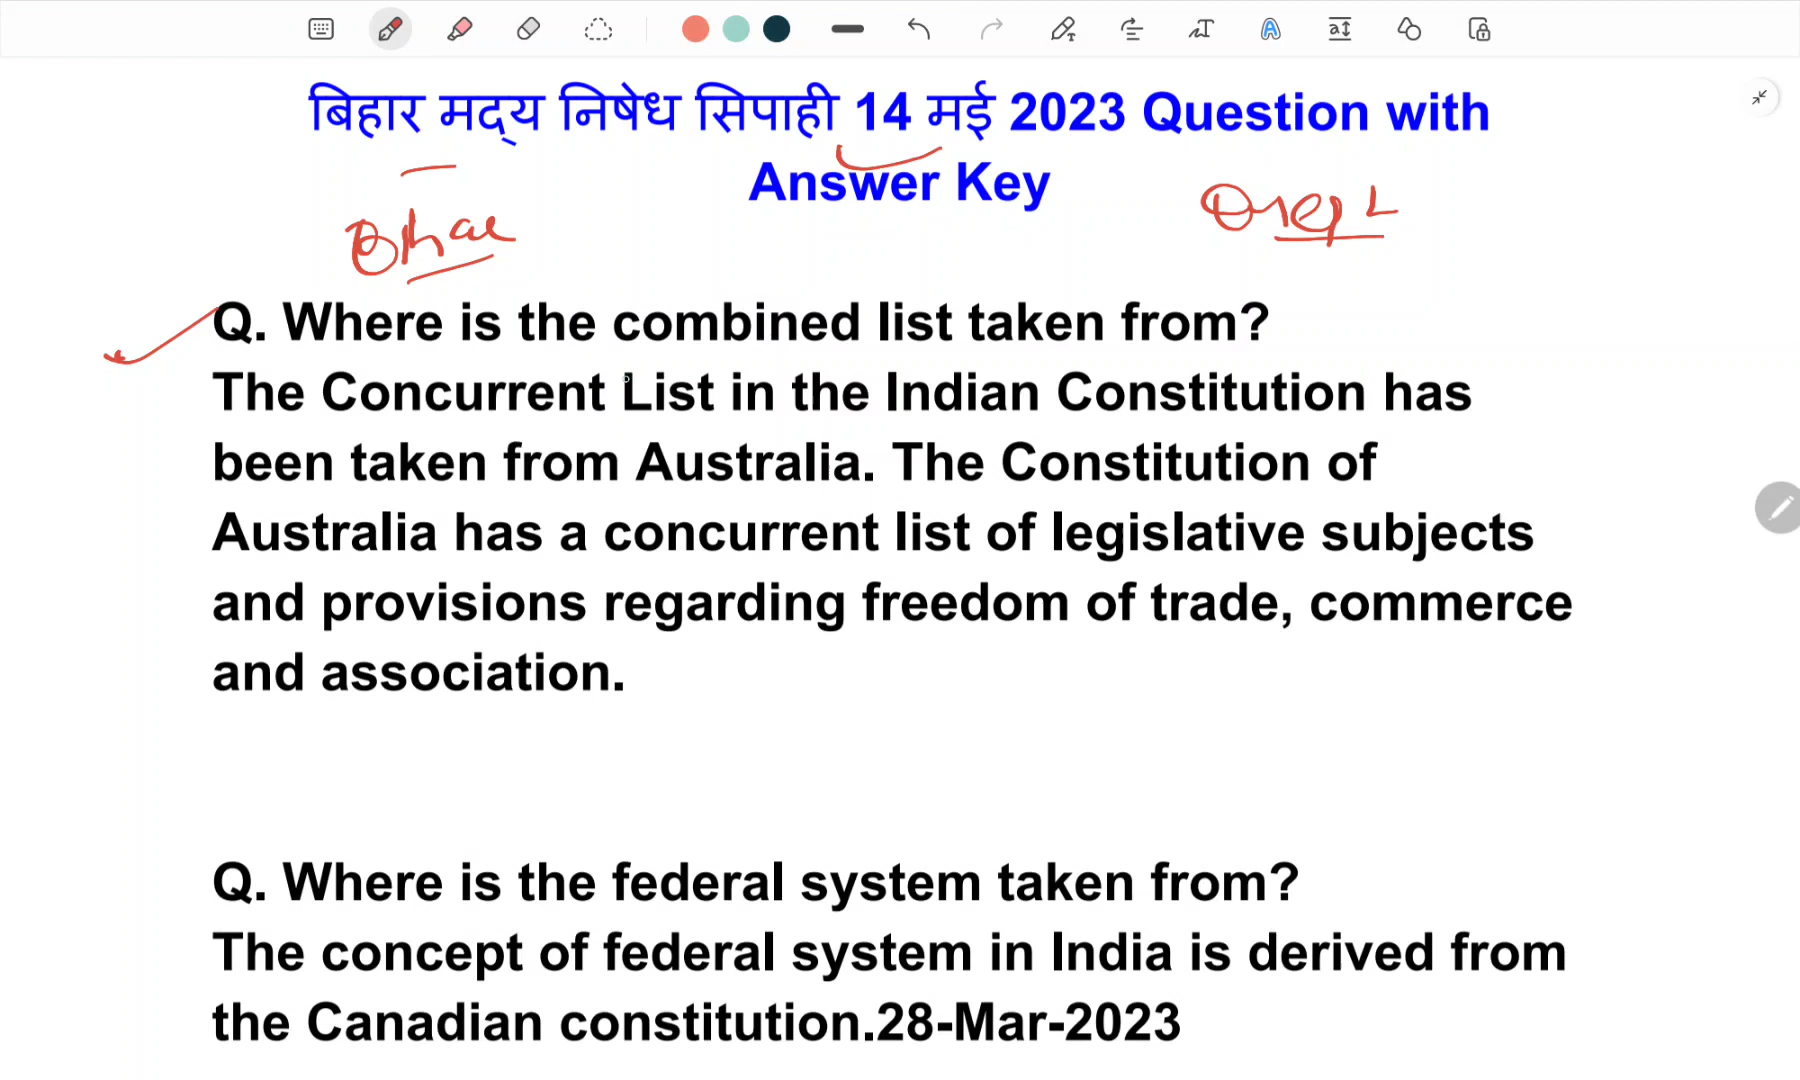 बिहार मद्य निषेध सिपाही 14 मई 2023 Question with
Answer Key
Q. Where is the combined list taken from?
The Concurrent List in the Indian Constitution has
been taken from Australia. The Constitution of
Australia has a concurrent list of legislative subjects
and provisions regarding freedom of trade, commerce
and association.
Q. Where is the federal system taken from?
The concept of federal system in India is derived from
the Canadian constitution.28-Mar-2023